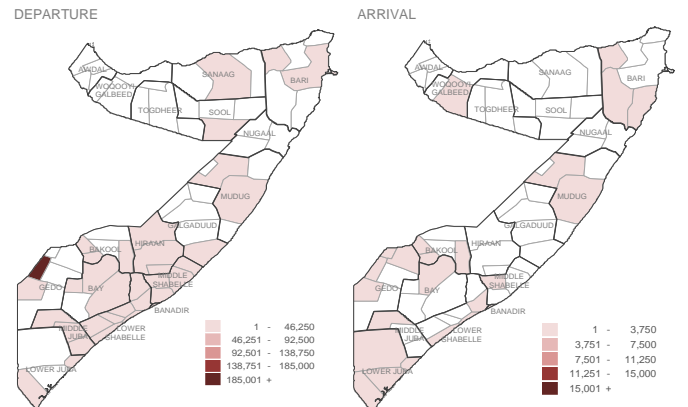 DEPARTURE
AWDAL
WOQOOYI
GALBEED
TOGDHEER
SANAAG
SOOL
BARI
NUGAAL
MUDUG
GALGADUUD
HIRAAN
BAKOOL
GEDO
BAY
MIDDLE
SHABELLE
BANADIR
LOWER
SHABELLE
MIDDLE
JUBA
LOWER JUBA
1 - 46,250
46,251 - 92,500
92,501 - 138,750
138,751 - 185,000
185,001 +
ARRIVAL
AWDAL
WOQOOYI
GALBEED
TOGDHEER
SANAAG
SOOL
BARI
NUGAAL
MUDUG
GALGADUUD
HIRAAN
BAKOOL
GEDO
BAY
MIDDLE
SHABELLE
BANADIR
LOWER
SHABELLE
MIDDLE
JUBA
LOWER JUBA
1 - 3,750
3,751 - 7,500
7,501 - 11,250
11,251 - 15,000
15,001 +